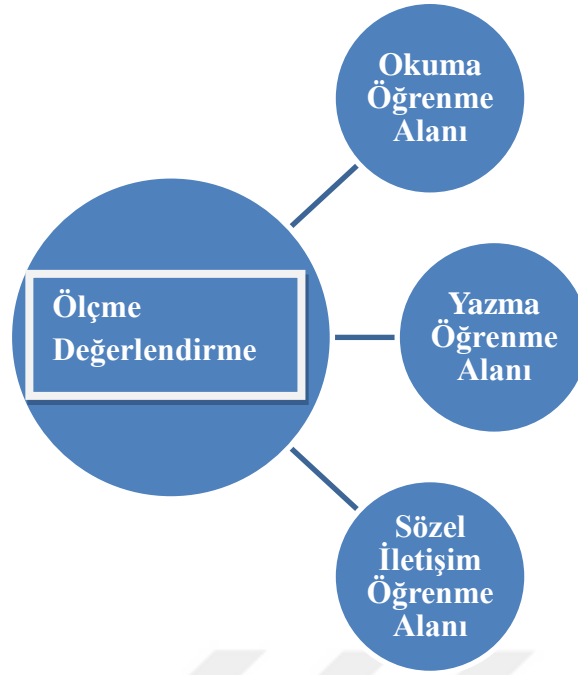 Okuma
Öğrenme
Alanı
Ölçme
Değerlendirme
Yazma
Öğrenme
Alanı
Sözel
İletişim
Öğrenme
Alanı